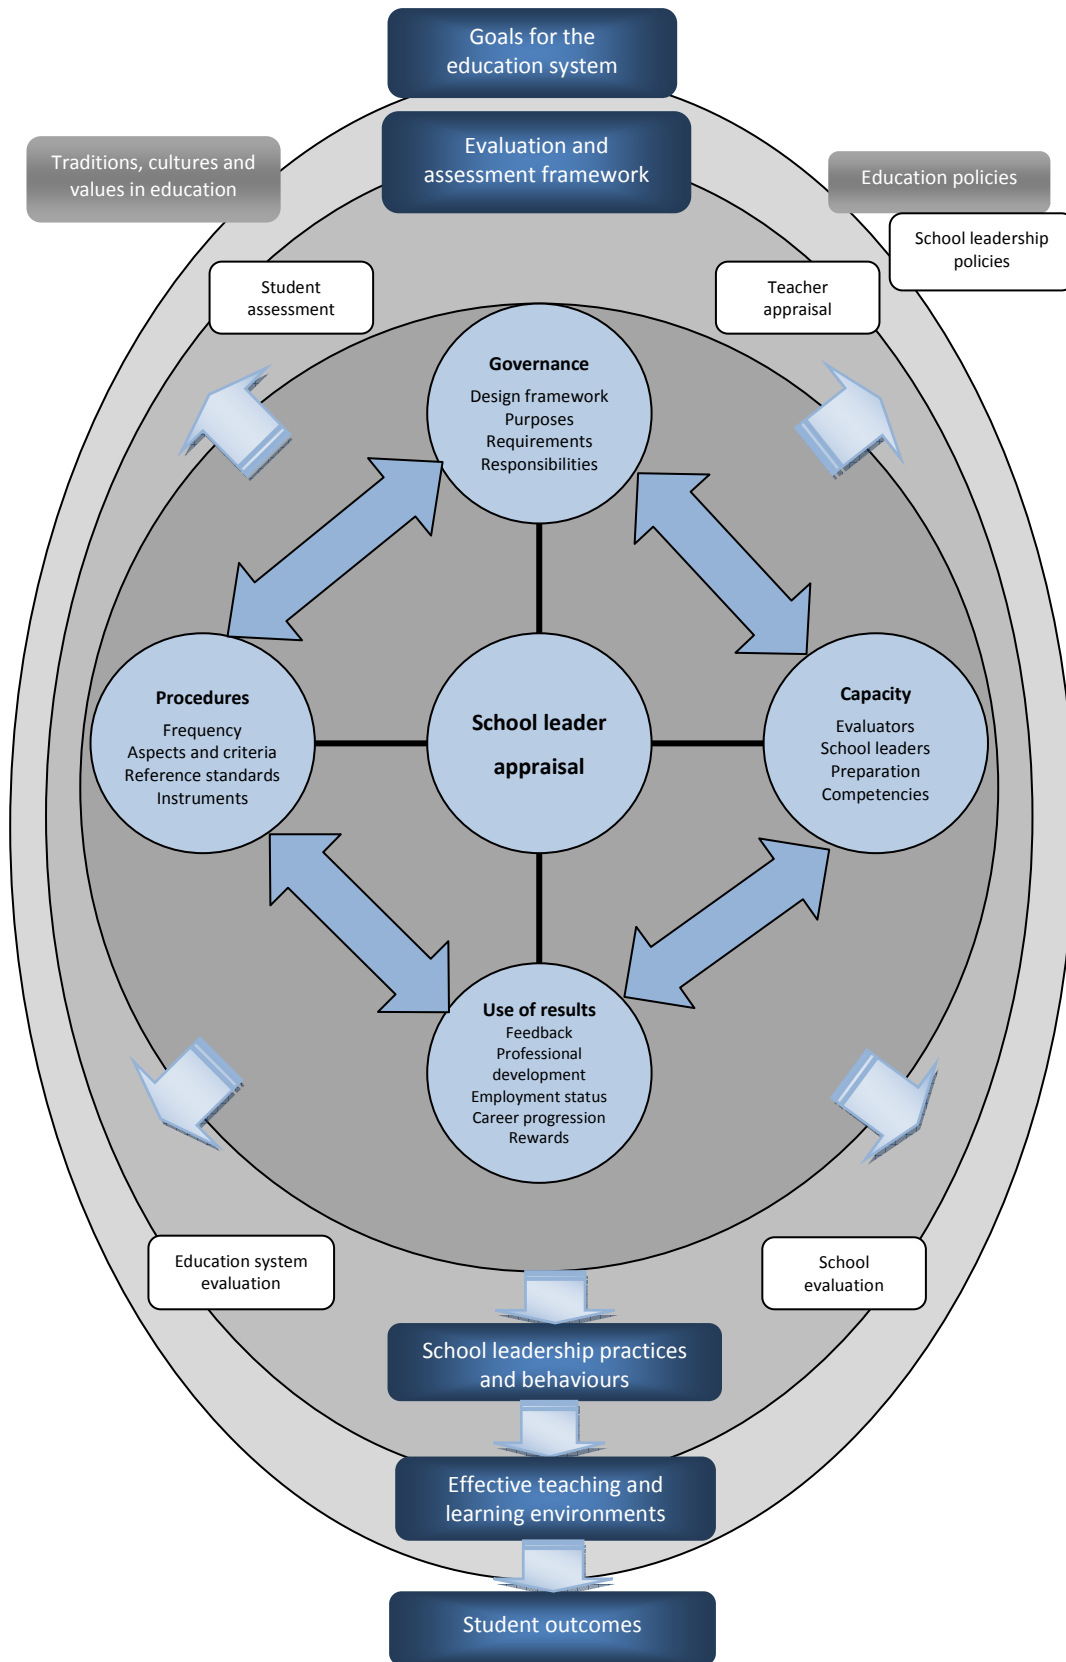 Goals for the
education system
Evaluation and
assessment framework
Traditions, cultures and
values in education
Education policies
School leadership
policies
Student
assessment
Teacher
appraisal
Governance
Design framework
Purposes
Requirements
Responsibilities
Procedures
Frequency
Aspects and criteria
Reference standards
Instruments
School leader
appraisal
Capacity
Evaluators
School leaders
Preparation
Competencies
Use of results
Feedback
Professional
development
Employment status
Career progression
Rewards
Education system
evaluation
School
evaluation
School leadership practices
and behaviours
Effective teaching and
learning environments
Student outcomes